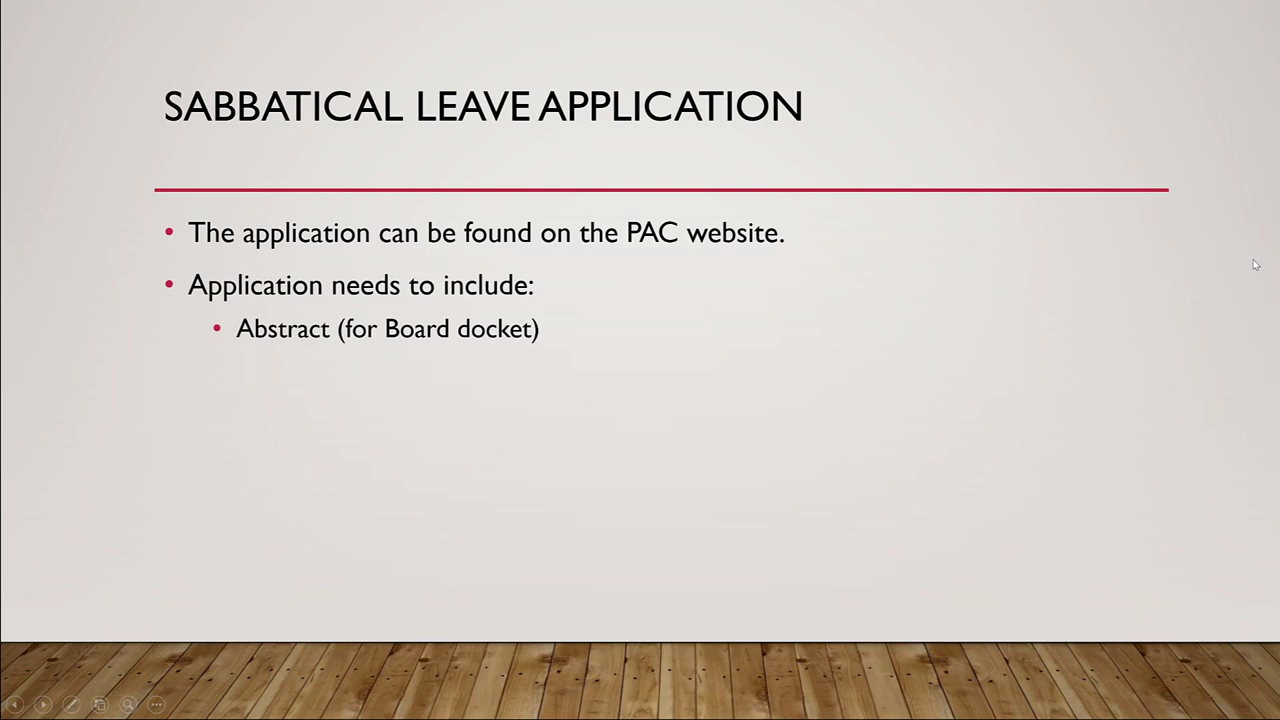 SABBATICAL LEAVE APPLICATION
• The application can be found on the PAC website.
• Application needs to include:
• Abstract (for Board docket)